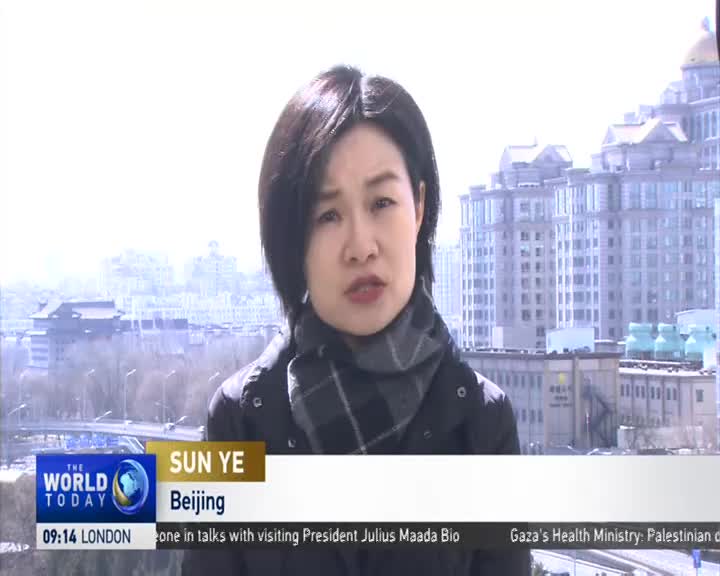 SUN YE
Beijing
THE
WORLD
TODAY
09:14 LONDON
eone in talks with visiting President Julius Maada Bio Gaza's Health Ministry: Palestinian d